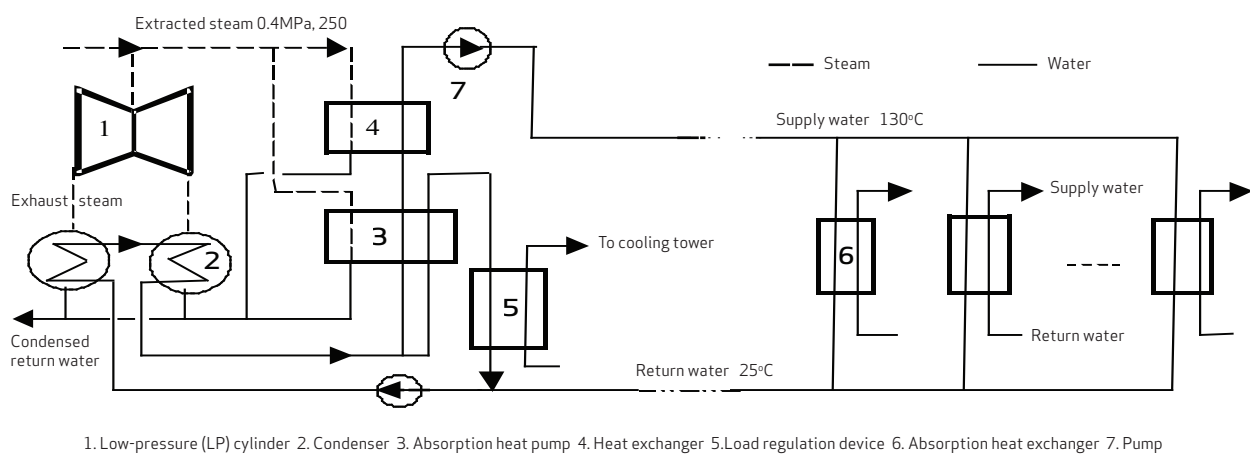 Extracted steam 0.4MPa, 250
7
Steam
Water
1
4
Supply water 130°C
Exhaust steam
Supply water
2
3
To cooling tower
6
5
Condensed
return water
Return water
Return water 25°C
1. Low-pressure (LP) cylinder 2. Condenser 3. Absorption heat pump 4. Heat exchanger 5.Load regulation device 6. Absorption heat exchanger 7. Pump